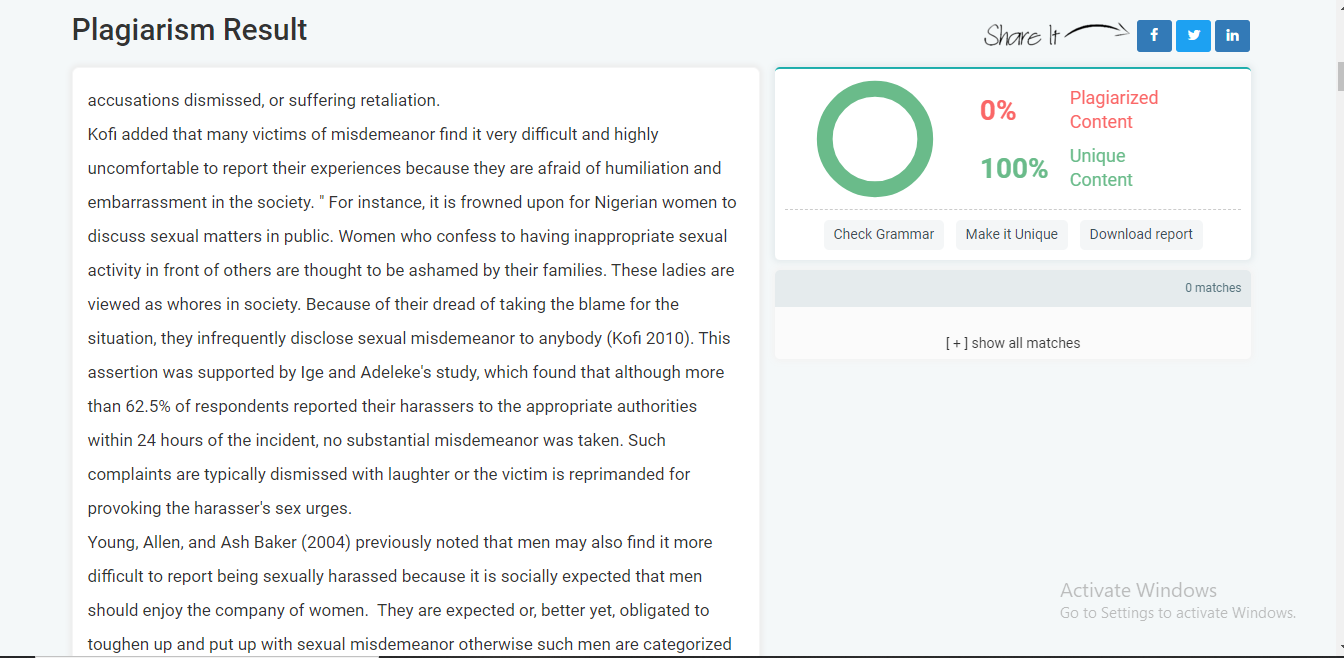 Plagiarism Result
Share It
accusations dismissed, or suffering retaliation.
Kofi added that many victims of misdemeanor find it very difficult and highly
uncomfortable to report their experiences because they are afraid of humiliation and
embarrassment in the society. " For instance, it is frowned upon for Nigerian women to
discuss sexual matters in public. Women who confess to having inappropriate sexual
activity in front of others are thought to be ashamed by their families. These ladies are
viewed as whores in society. Because of their dread of taking the blame for the
situation, they infrequently disclose sexual misdemeanor to anybody (Kofi 2010). This
assertion was supported by Ige and Adeleke's study, which found that although more
than 62.5% of respondents reported their harassers to the appropriate authorities
within 24 hours of the incident, no substantial misdemeanor was taken. Such
complaints are typically dismissed with laughter or the victim is reprimanded for
provoking the harasser's sex urges.
Young, Allen, and Ash Baker (2004) previously noted that men may also find it more
difficult to report being sexually harassed because it is socially expected that men
should enjoy the company of women.  They are expected or, better yet, obligated to
toughen up and put up with sexual misdemeanor otherwise such men are categorized
0%
Plagiarized
Content
100%
Unique
Content
Check Grammar
Make it Unique
Download report
0 matches
[ + ] show all matches
Activate Windows
Go to Settings to activate Windows.